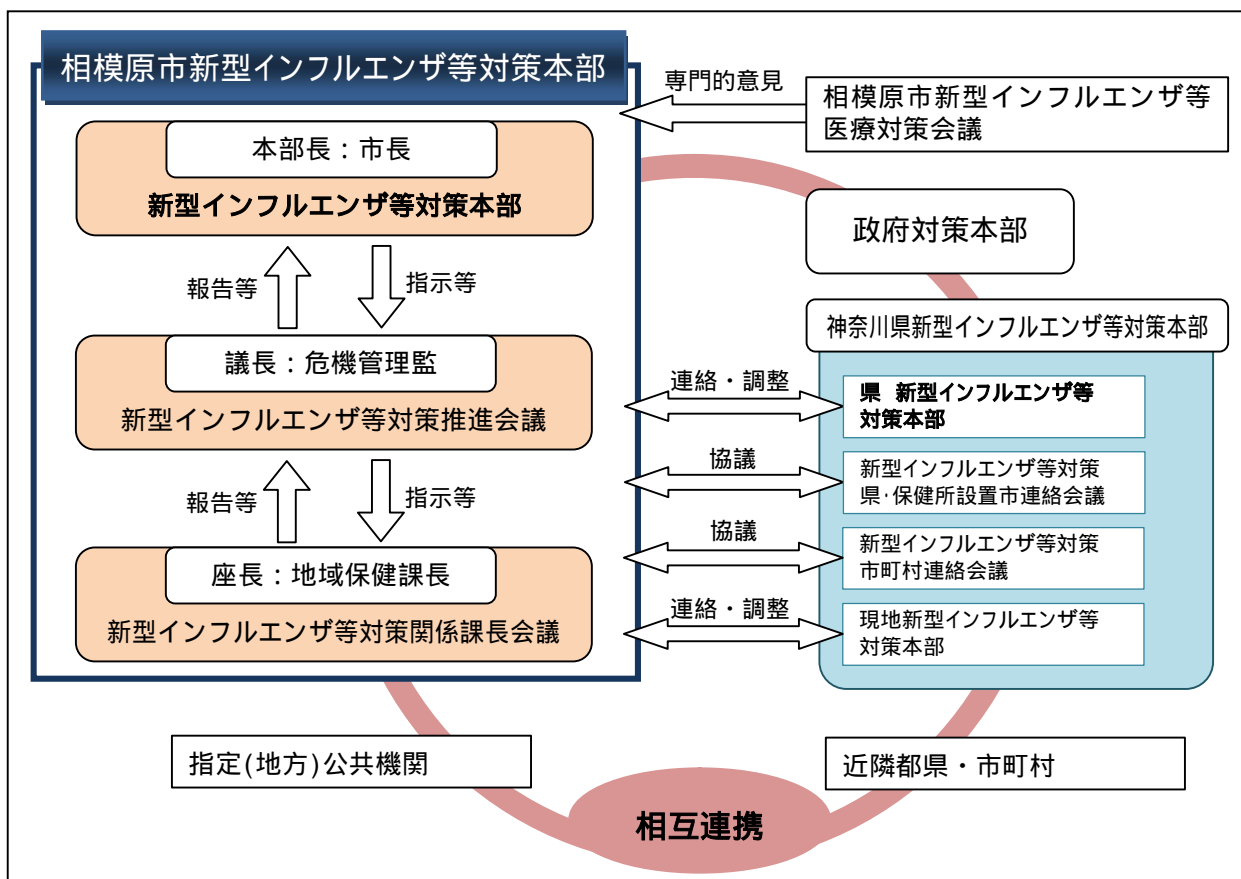 相模原市新型インフルエンザ等対策本部
本部長：市長
新型インフルエンザ等対策本部
報告等
指示等
議長：危機管理監
新型インフルエンザ等対策推進会議
報告等
指示等
座長：地域保健課長
新型インフルエンザ等対策関係課長会議
専門的意見
相模原市新型インフルエンザ等
医療対策会議
政府対策本部
神奈川県新型インフルエンザ等対策本部
連絡・調整
県 新型インフルエンザ等
対策本部
協議
新型インフルエンザ等対策
県・保健所設置市連絡会議
協議
新型インフルエンザ等対策
市町村連絡会議
連絡・調整
現地新型インフルエンザ等
対策本部
指定(地方)公共機関
近隣都県・市町村
相互連携